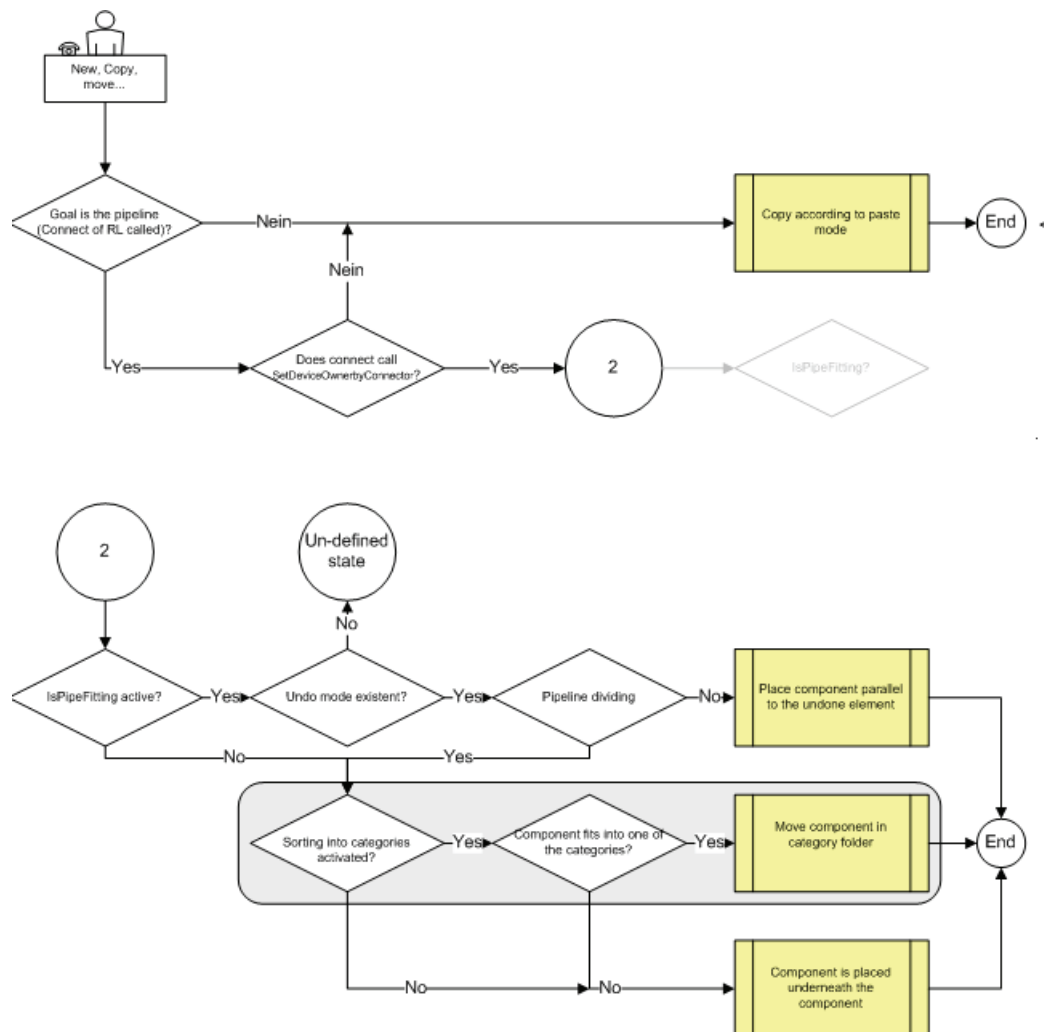 New, Copy,
move...
Goal is the pipeline
(Connect of RL called)?
Nein
Copy according to paste
mode
End
Nein
Yes
Does connect call
SetDeviceOwnerbyConnector?
Yes
2
IsPipeFitting?
2
Un-defined
state
No
IsPipeFitting active?
Yes
Undo mode existent?
Yes
Pipeline dividing
No
Place component parallel
to the undone element
No
Yes
Sorting into categories
activated?
Yes
Component fits into one of
the categories?
Yes
Move component in
category folder
End
No
No
Component is placed
underneath the
component